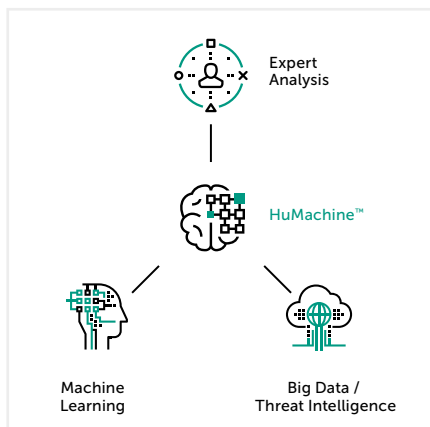 Expert
Analysis
HuMachine™
Machine
Learning
Big Data /
Threat Intelligence